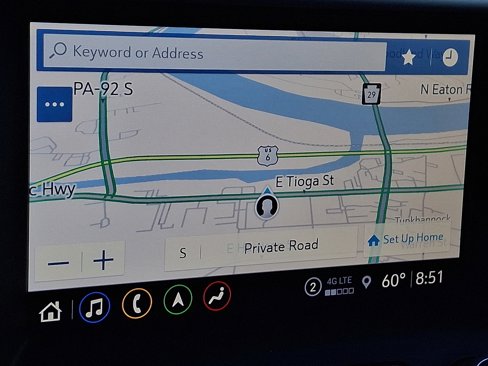 Keyword or Address
PA-92 S
29
N Eaton R
US
6
c Hwy
E Tioga St
Tunkhannock
S
Private Road
Set Up Home
2
4G LTE
60°
8:51